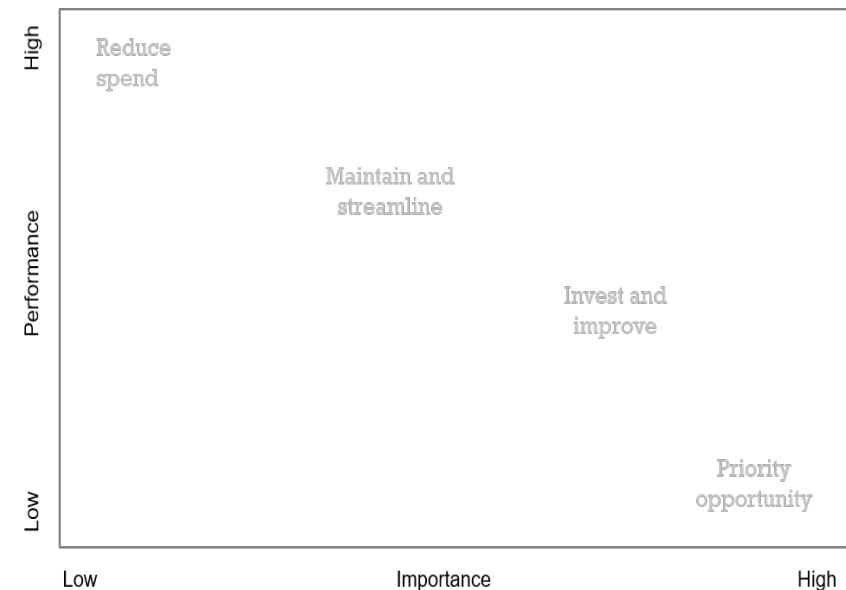 High
Reduce
spend
Maintain and
streamline
Performance
Invest and
improve
Priority
opportunity
Low
Low
Importance
High